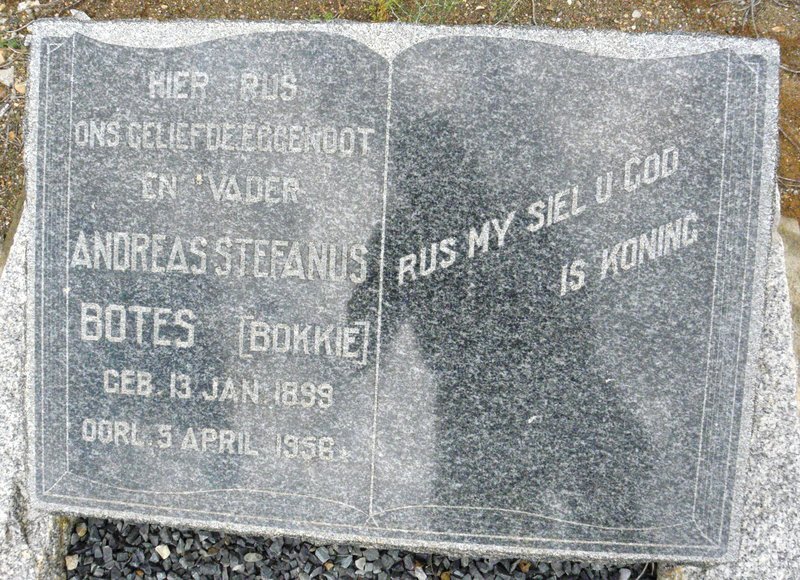 HIER RUS
ONS GELIEFDE EGGENOOT
EN VADER
ANDREAS STEFANUS
BOTES [BOKKIE]
GEB. 13 JAN. 1899
OORL. 5 APRIL 1956.
RUS MY SIEL U GOD
IS KONING